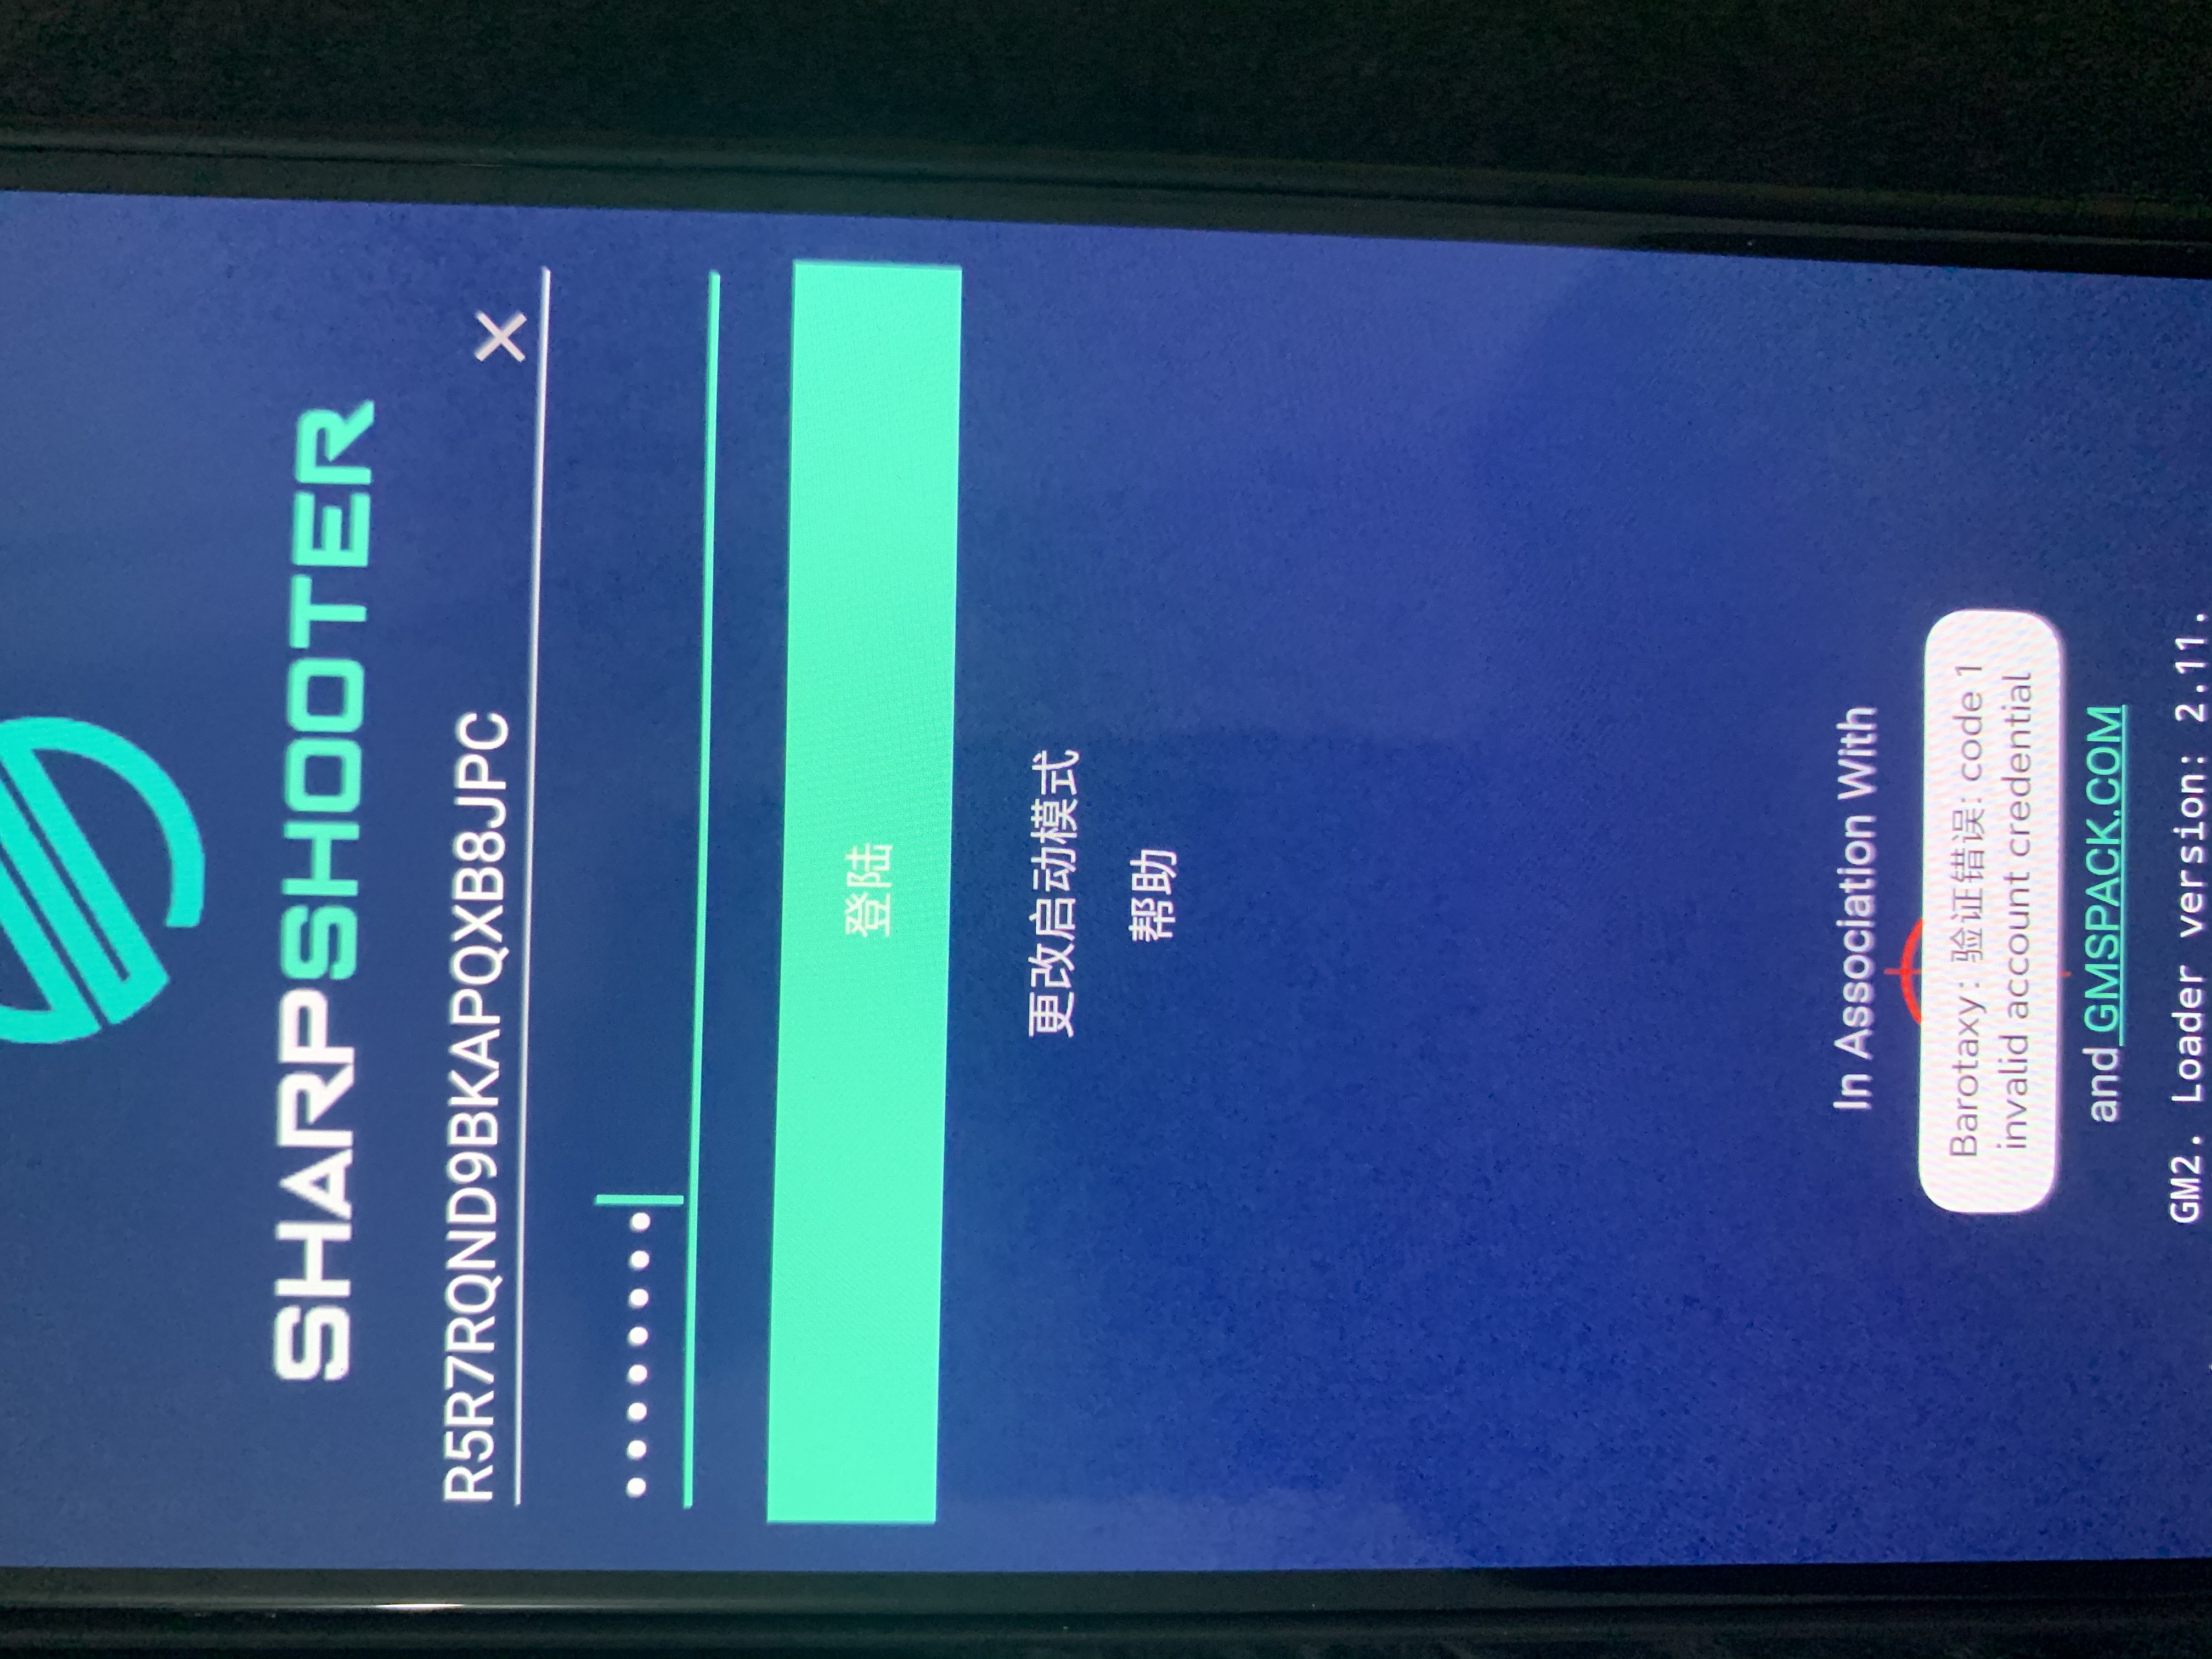 SHARPSHOOTER
R5R7RQND9BKAPQXB8JPC
登陆
更改启动模式
帮助
In Association With
Barotaxy: 验证错误: code 1
invalid account credential
and GMSPACK.COM
GM2. Loader version: 2.11.